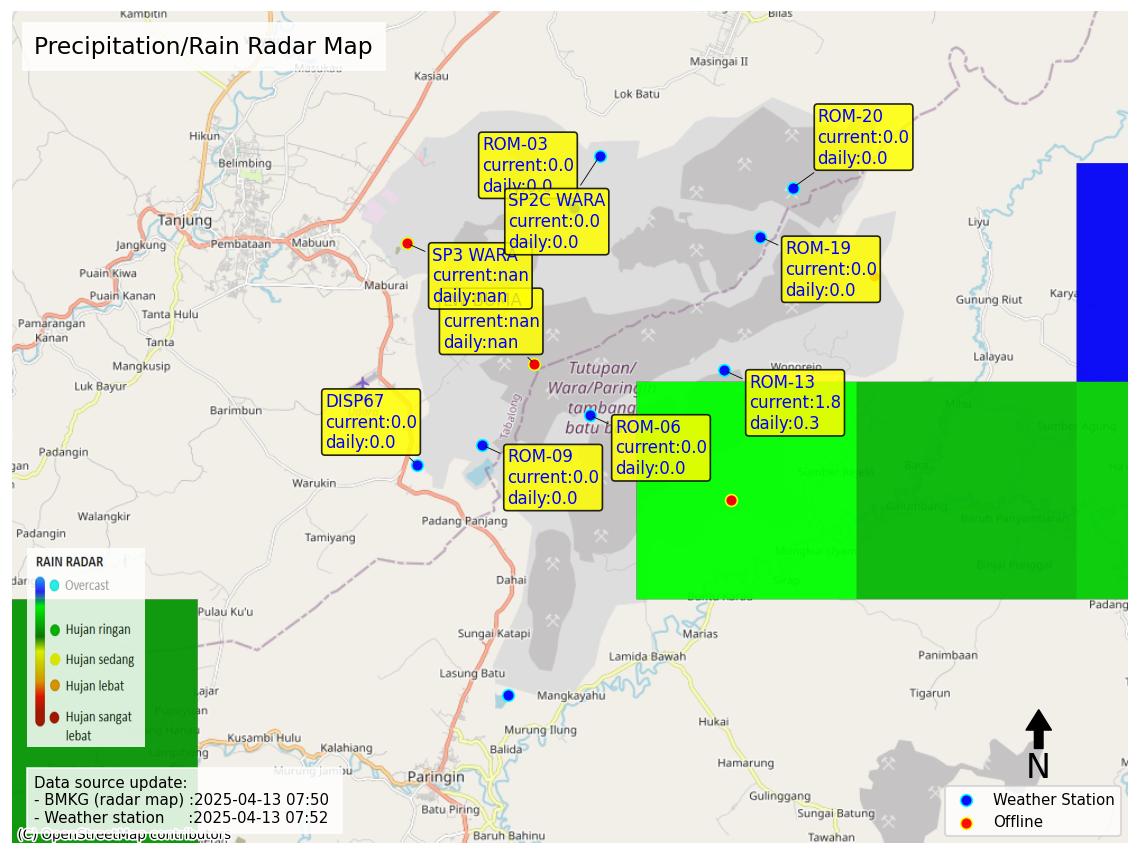 Kambitin
Bilas
Precipitation/Rain Radar Map
Masukau
Masingai II
Kasiau
Lok Batu
Hikun
Belimbing
ROM-20
current:0.0
daily:0.0
ROM-03
current:0.0
daily:0.0
SP2C WARA
current:0.0
daily:0.0
Tanjung
Jangkung
Pembataan
Mabuun
Liyu
ROM-19
current:0.0
daily:0.0
SP3 WARA
current:nan
daily:nan
current:nan
daily:nan
Puain Kiwa
Puain Kanan
Maburai
Tanta Hulu
Gunung Riut
Karya
Pamarangan
Kanan
Tanta
Mangkusip
Luk Bayur
Lalayau
Wonorejo
Tutupan/
Wara/Paringin
tambang
batu b
Tabalong
ROM-13
current:1.8
daily:0.3
DISP67
current:0.0
daily:0.0
Barimbun
ROM-06
current:0.0
daily:0.0
ROM-09
current:0.0
daily:0.0
Padangin
gan
Warukin
Walangkir
Padangin
Tamiyang
Padang Panjang
Dahai
RAIN RADAR
Overcast
Hujan ringan
Hujan sedang
Hujan lebat
Hujan sangat
lebat
dar
Pulau Ku'u
Padang
Sungai Katapi
Marias
Lamida Bawah
Panimbaan
Lasung Batu
Mangkayahu
Tigarun
ajar
Murung Ilung
Hukai
Kusambi Hulu
Kalahiang
Balida
Hamarung
Murung Jambu
Paringin
Batu Piring
Gulinggang
Sungai Batung
Baruh Bahinu
Tawahan
Data source update:
- BMKG (radar map) :2025-04-13 07:50
- Weather station :2025-04-13 07:52
(C) OpenStreetMap contributors
N
Weather Station
Offline